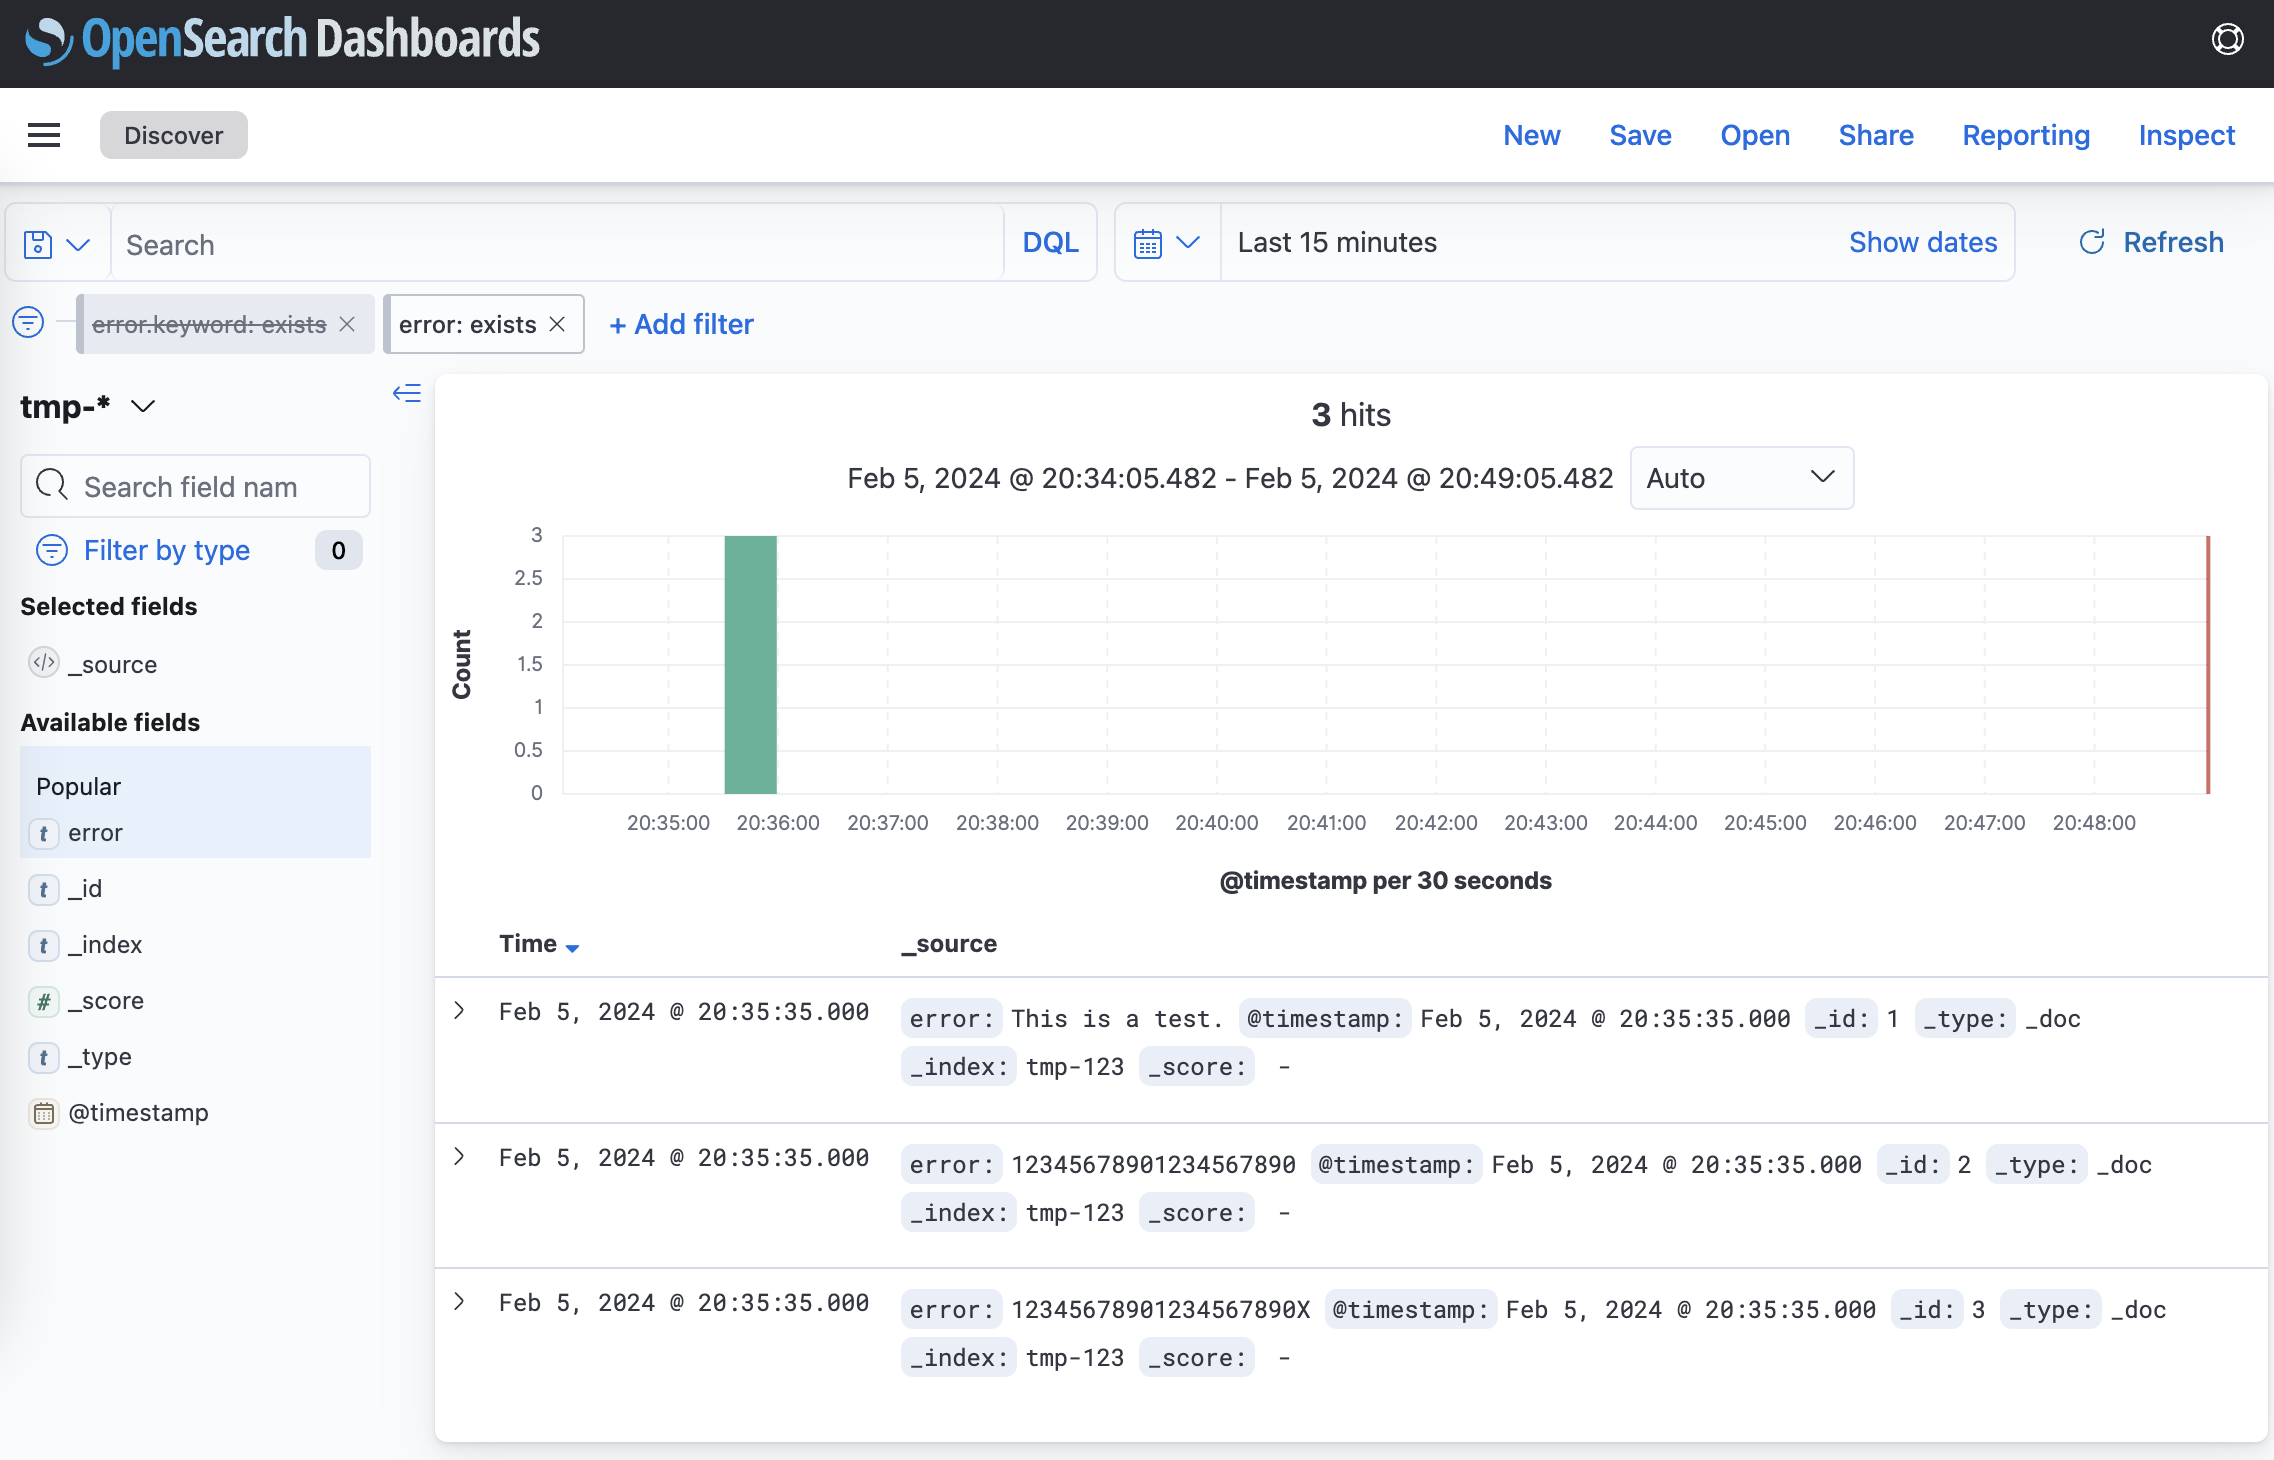 OpenSearch Dashboards
Discover
New Save Open Share Reporting Inspect
Search DQL Last 15 minutes Show dates Refresh
error.keyword: exists error: exists + Add filter
tmp-*
Search field nam
Filter by type 0
Selected fields
_source
Available fields
Popular
error
_id
_index
_score
_type
@timestamp
3 hits
Feb 5, 2024 @ 20:34:05.482 - Feb 5, 2024 @ 20:49:05.482 Auto
Count
3
2.5
2
1.5
1
0.5
0
20:35:00 20:36:00 20:37:00 20:38:00 20:39:00 20:40:00 20:41:00 20:42:00 20:43:00 20:44:00 20:45:00 20:46:00 20:47:00 20:48:00
@timestamp per 30 seconds
Time _source
Feb 5, 2024 @ 20:35:35.000 error: This is a test. @timestamp: Feb 5, 2024 @ 20:35:35.000 _id: 1 _type: _doc
_index: tmp-123 _score: -
Feb 5, 2024 @ 20:35:35.000 error: 12345678901234567890 @timestamp: Feb 5, 2024 @ 20:35:35.000 _id: 2 _type: _doc
_index: tmp-123 _score: -
Feb 5, 2024 @ 20:35:35.000 error: 12345678901234567890X @timestamp: Feb 5, 2024 @ 20:35:35.000 _id: 3 _type: _doc
_index: tmp-123 _score: -